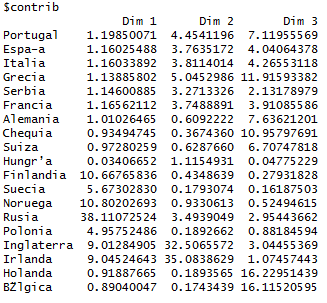 $contrib
Dim 1 Dim 2 Dim 3
Portugal 1.19850071 4.4541196 7.11955569
Espa-a 1.16025488 3.7635172 4.04064378
Italia 1.16033892 3.8114014 4.26553118
Grecia 1.13885802 5.0452986 11.91593382
Serbia 1.14600885 3.2713326 2.13178979
Francia 1.16562112 3.7488891 3.91085586
Alemania 1.01026465 0.6092222 7.63621201
Chequia 0.93494745 0.3674360 10.95797691
Suiza 0.97280259 0.6287660 6.70747818
Hungr'a 0.03406652 1.1154931 0.04775229
Finlandia 10.66765836 0.4348639 0.27931828
Suecia 5.67302830 0.1793074 0.16187503
Noruega 10.80202693 0.9330613 0.52494615
Rusia 38.11072524 3.4939049 2.95443662
Polonia 4.95752486 0.1892662 0.88184594
Inglaterra 9.01284905 32.5065572 3.04455369
Irlanda 9.04524643 35.0838629 1.07457443
Holanda 0.91887665 0.1893565 16.22951439
BŽlgica 0.89040047 0.1743439 16.11520595